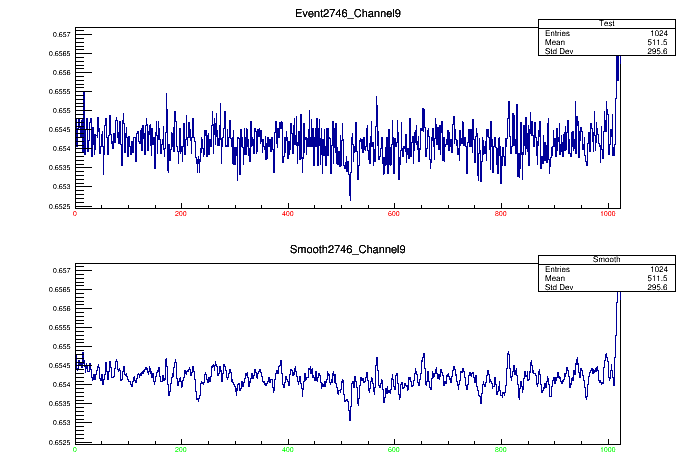 Event2746_Channel9
Test
Entries 1024
Mean 511.5
Std Dev 295.6
0.657
0.6565
0.656
0.6555
0.655
0.6545
0.654
0.6535
0.653
0.6525
0 200 400 600 800 1000
Smooth2746_Channel9
Smooth
Entries 1024
Mean 511.5
Std Dev 295.6
0.657
0.6565
0.656
0.6555
0.655
0.6545
0.654
0.6535
0.653
0.6525
0 200 400 600 800 1000